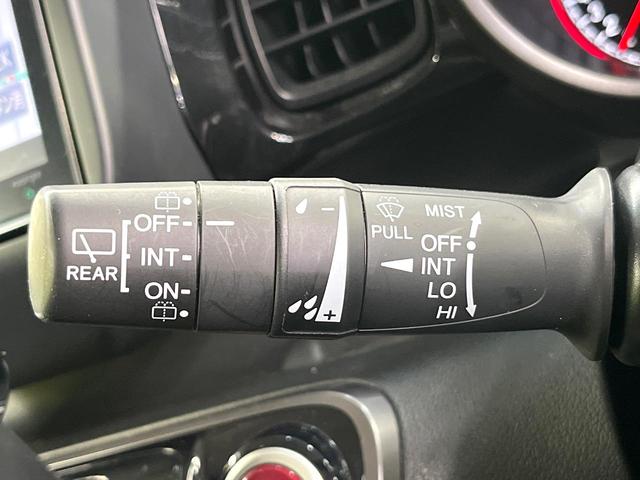 REAR
OFF
INT
ON
PULL
MIST
OFF
INT
LO
HI